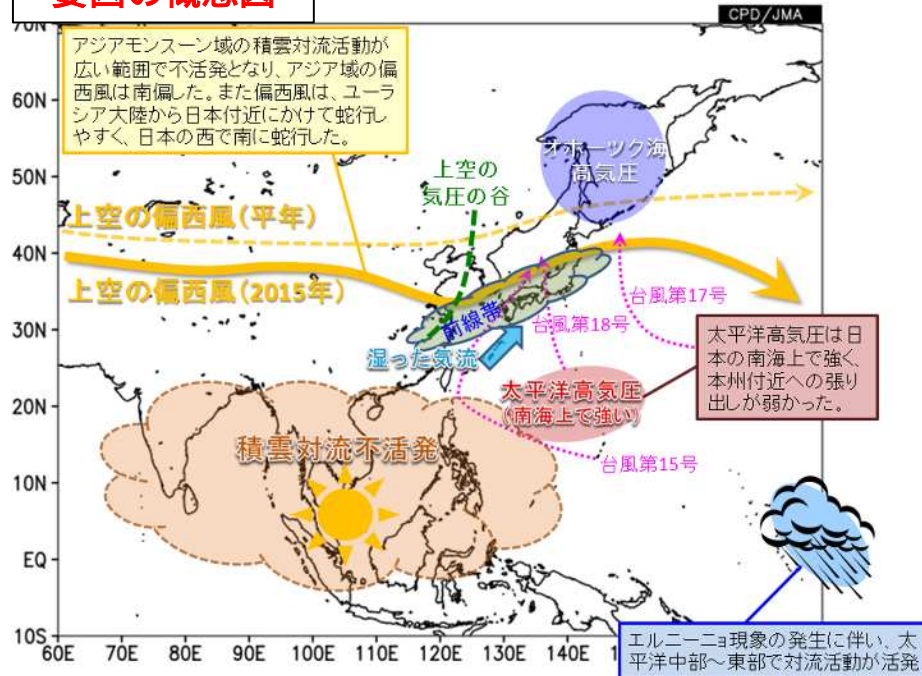 要因の概念図
CPD/JMA
アジアモンスーン域の積雲対流活動が
広い範囲で不活発となり、アジア域の偏
西風は南偏した。また偏西風は、ユーラ
シア大陸から日本付近にかけて蛇行し
やすく、日本の西で南に蛇行した。
70N
60N
50N
40N
30N
20N
10N
EQ
10S
オホーツク海
高気圧
上空の
気圧の谷
上空の偏西風(平年)
上空の偏西風(2015年)
前線帯
台風第17号
台風第18号
湿った気流
太平洋高気圧は日
本の南海上で強く、
本州付近への張り
出しが弱かった。
太平洋高気圧
(南海上で強い)
積雲対流不活発
台風第15号
エルニーニョ現象の発生に伴い、太
平洋中部~東部で対流活動が活発
60E 70E 80E 90E 100E 110E 120E 130E 140E